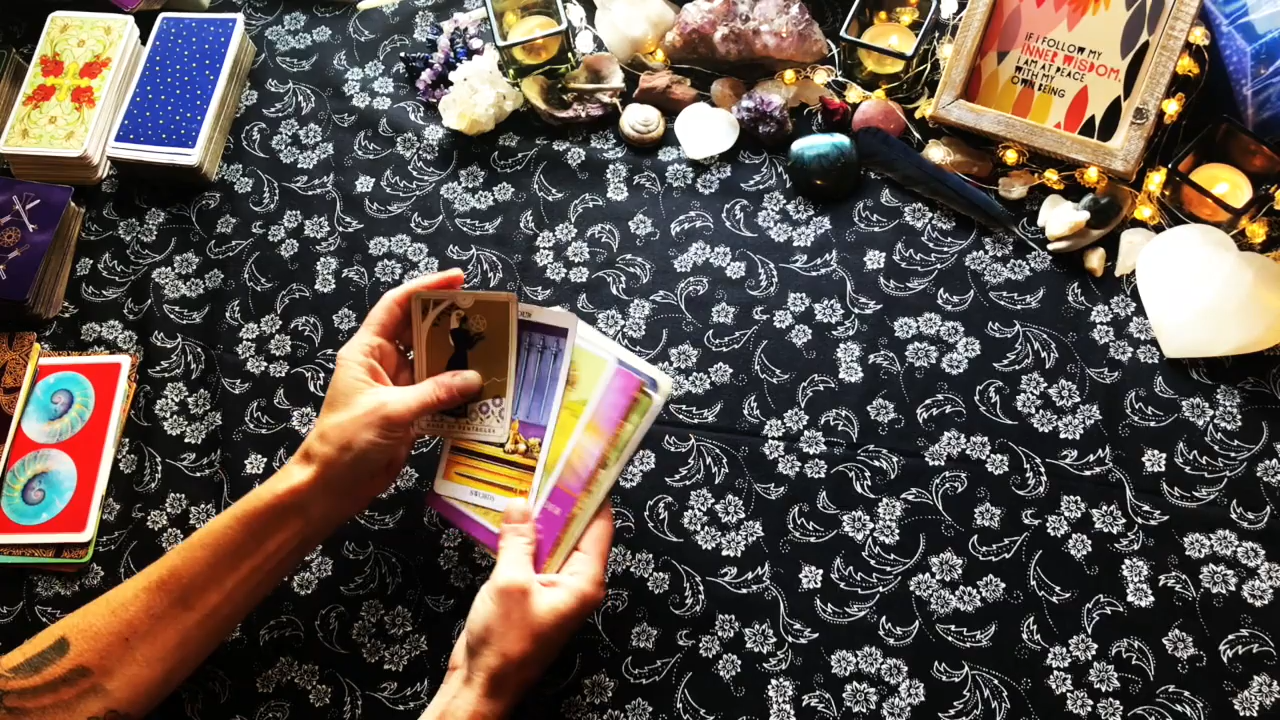 IF I FOLLOW MY
INNER WISDOM,
I AM AT PEACE
WITH MY
OWN BEING
SWORDS